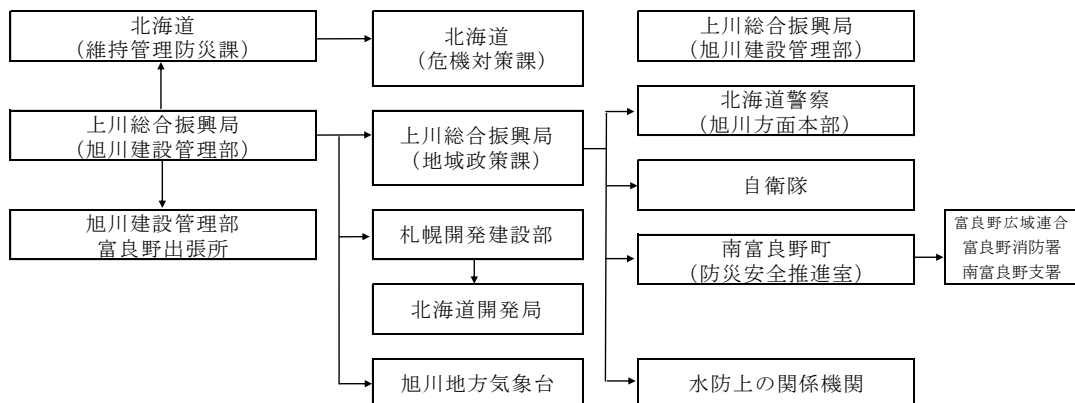 北海道
（維持管理防災課）
北海道
（危機対策課）
上川総合振興局
（旭川建設管理部）
上川総合振興局
（旭川建設管理部）
上川総合振興局
（地域政策課）
北海道警察
（旭川方面本部）
自衛隊
旭川建設管理部
富良野出張所
札幌開発建設部
南富良野町
（防災安全推進室）
富良野広域連合
富良野消防署
南富良野支署
北海道開発局
旭川地方気象台
水防上の関係機関